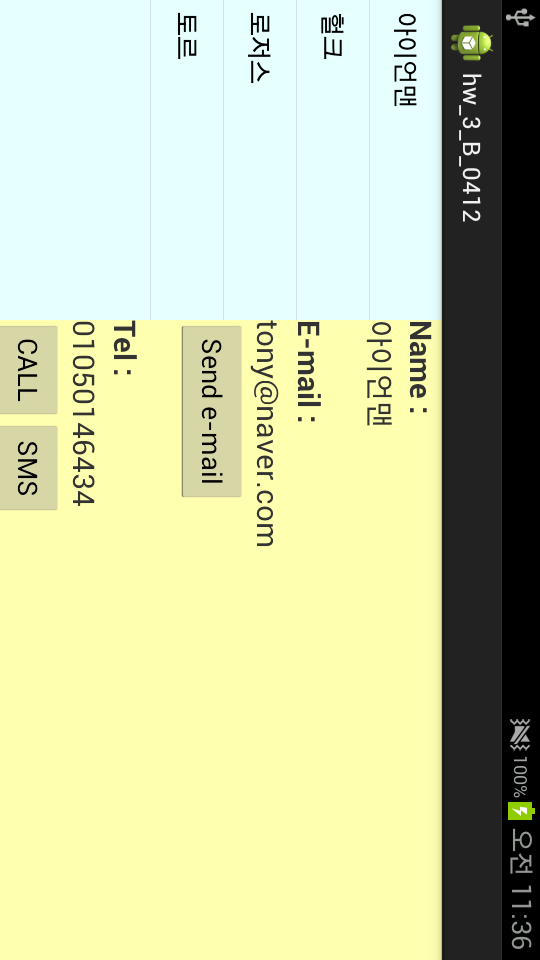 100% 오전 11:36
hw_3_B_0412
아이언맨
헐크
로저스
토르
Name :
아이언맨
E-mail :
tony@naver.com
Send e-mail
Tel :
01050146434
CALL SMS